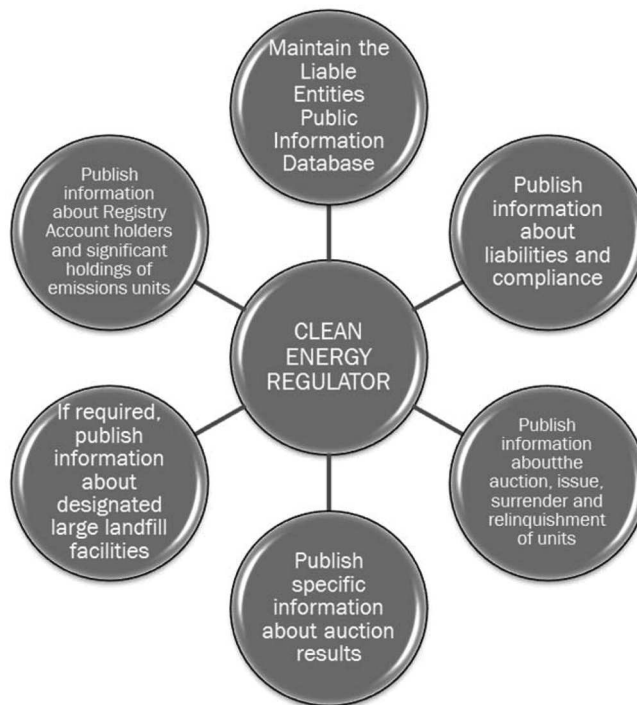 Maintain the
Liable
Entities
Public
Information
Database
Publish
information
about Registry
Account holders
and significant
holdings of
emissions units
Publish
information
about
liabilities and
compliance
CLEAN
ENERGY
REGULATOR
If required,
publish
information
about
designated
large landfill
facilities
Publish
information
aboutthe
auction, issue,
surrender and
relinquishment
of units
Publish
specific
information
about auction
results